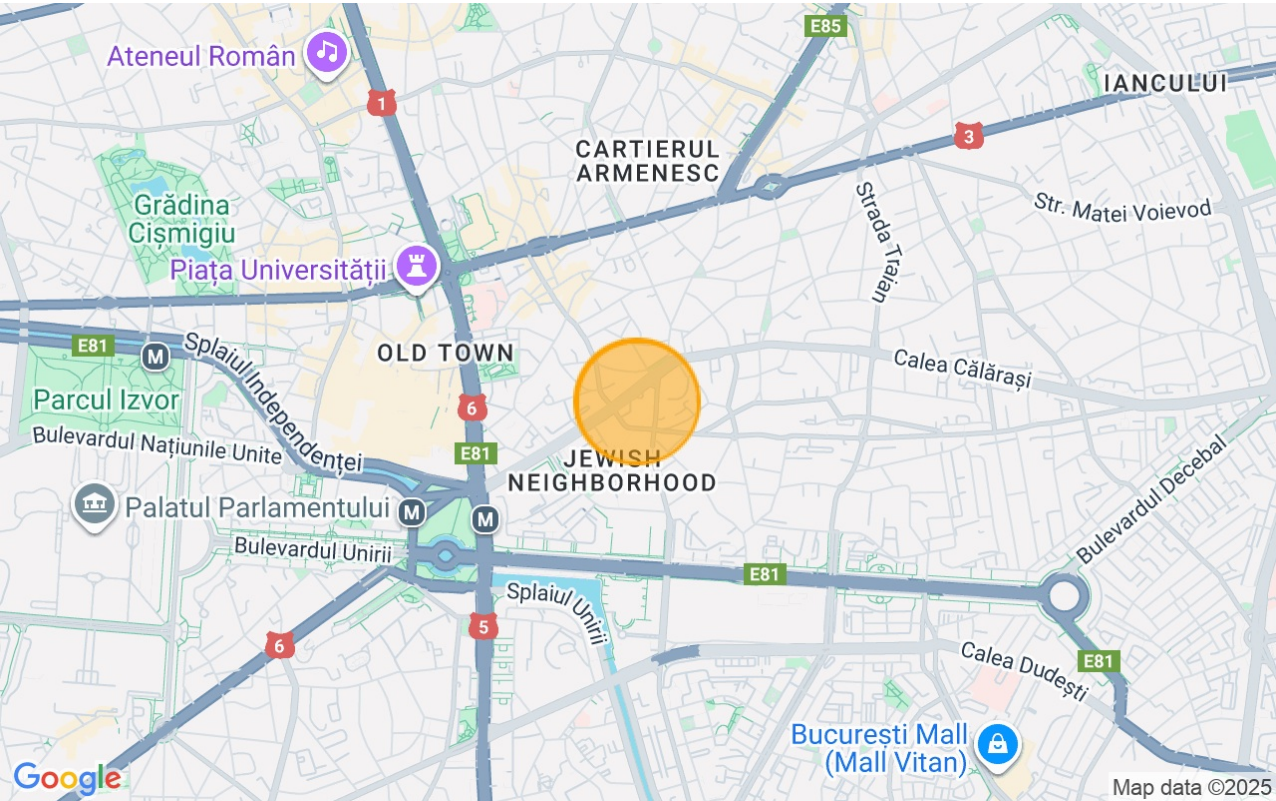 E85
Ateneul Român
IANCULUI
1
3
CARTIERUL
ARMENESC
Grădina
Cișmigiu
Str. Matei Voievod
Strada Traian
Piața Universității
E81
M
Splaiul Independenței
OLD TOWN
Calea Călărași
Parcul Izvor
6
Bulevardul Națiunile Unite
E81
JEWISH
NEIGHBORHOOD
Bulevardul Decebal
Palatul Parlamentului
M
M
Bulevardul Unirii
E81
Splaiul Unirii
5
6
Calea Dudești
E81
București Mall
(Mall Vitan)
Google
Map data ©2025